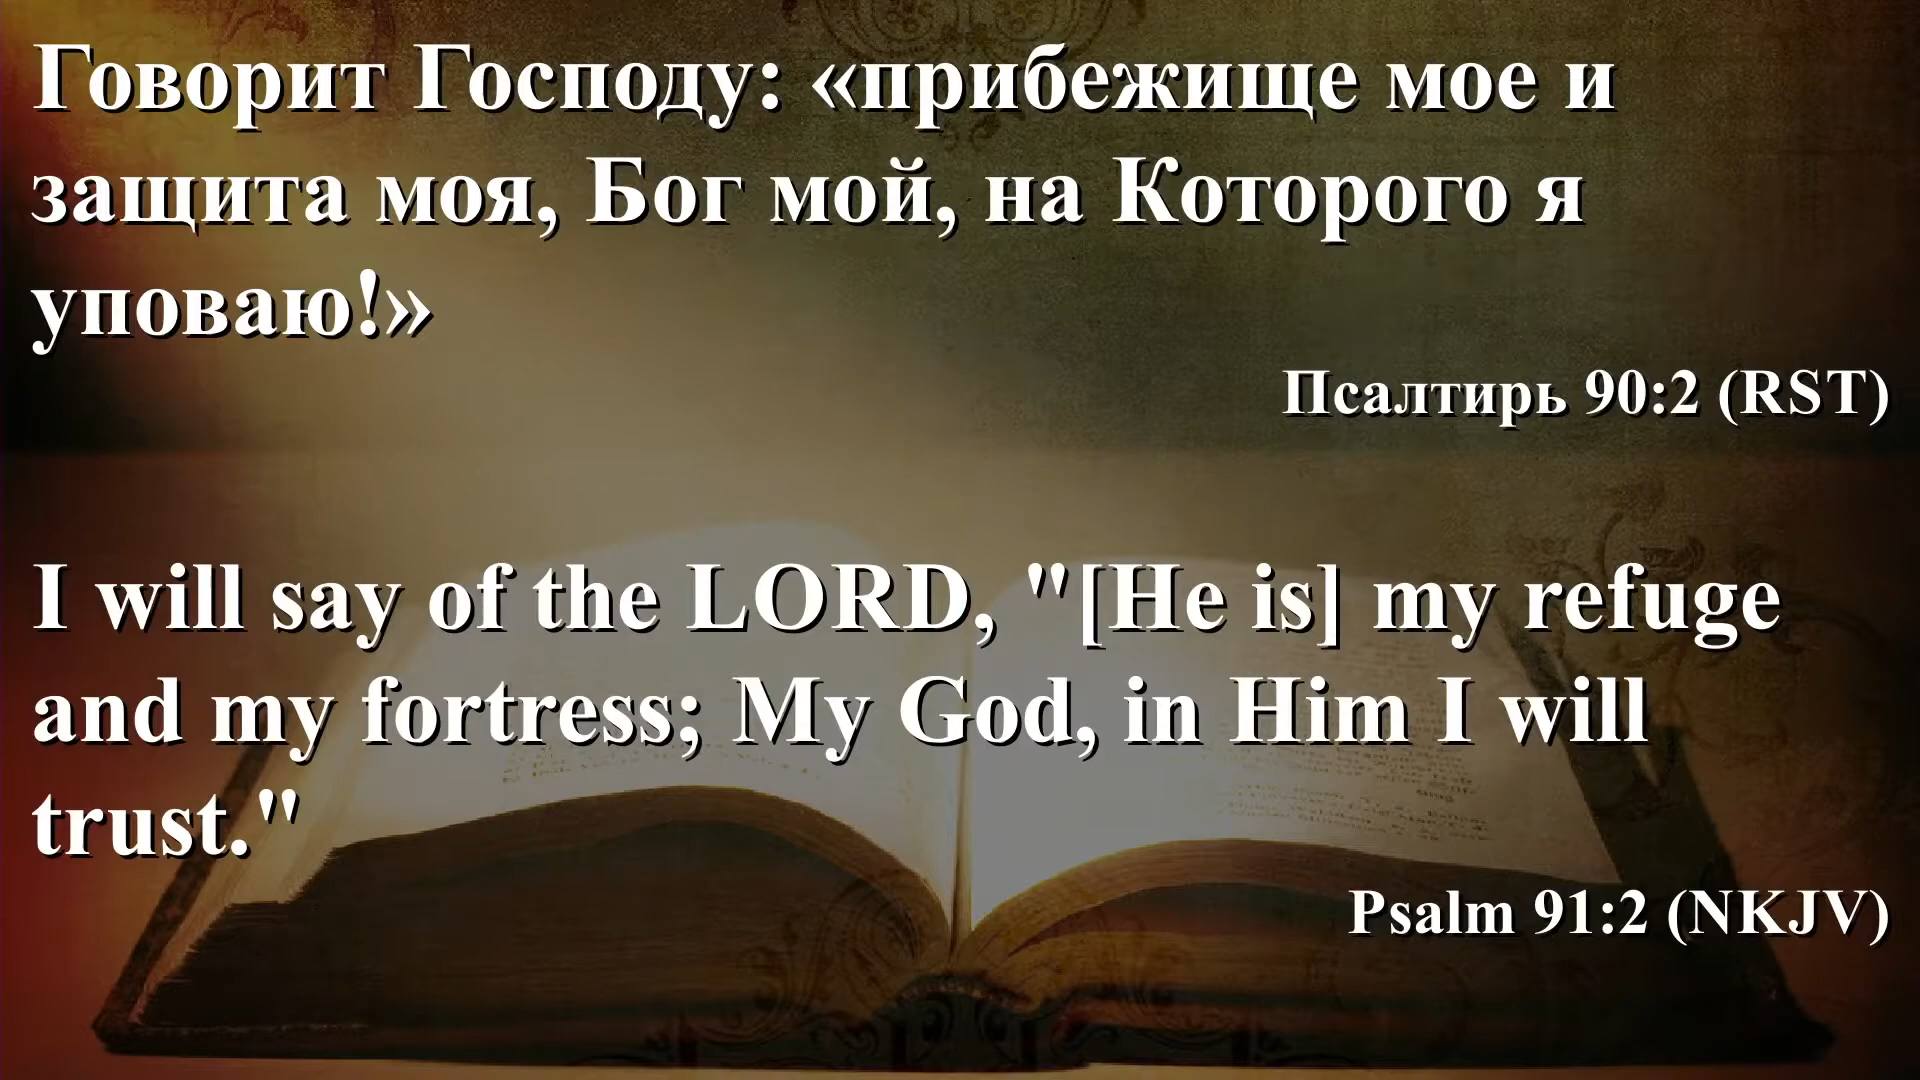 Говорит Господу: «прибежище мое и
защита моя, Бог мой, на Которого я
уповаю!»
Псалтирь 90:2 (RST)
I will say of the LORD, "[He is] my refuge
and my fortress; My God, in Him I will
trust."
Psalm 91:2 (NKJV)